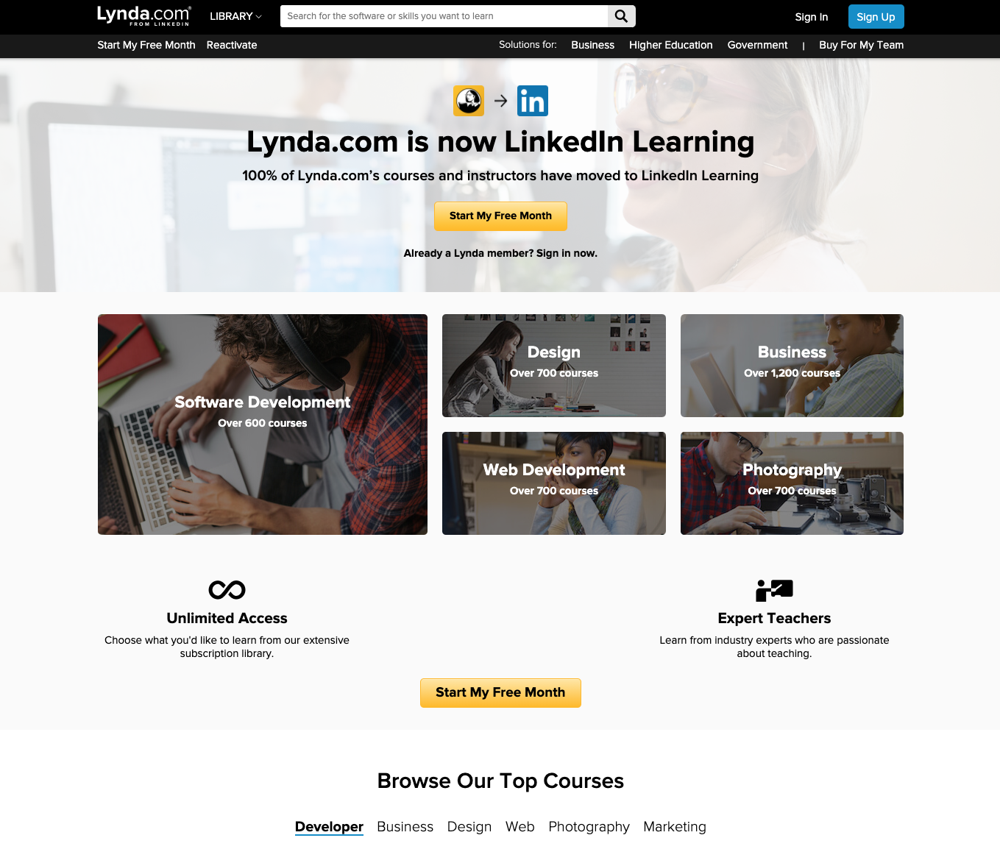 Lynda.com®
FROM LINKEDIN
LIBRARY
Search for the software or skills you want to learn
Sign In
Sign Up
Start My Free Month
Reactivate
Solutions for:
Business
Higher Education
Government
|
Buy For My Team
in
Lynda.com is now LinkedIn Learning
100% of Lynda.com’s courses and instructors have moved to LinkedIn Learning
Start My Free Month
Already a Lynda member? Sign in now.
Software Development
Over 600 courses
Design
Over 700 courses
Business
Over 1,200 courses
Web Development
Over 700 courses
Photography
Over 700 courses
Unlimited Access
Choose what you'd like to learn from our extensive
subscription library.
Expert Teachers
Learn from industry experts who are passionate
about teaching.
Start My Free Month
Browse Our Top Courses
Developer
Business
Design
Web
Photography
Marketing